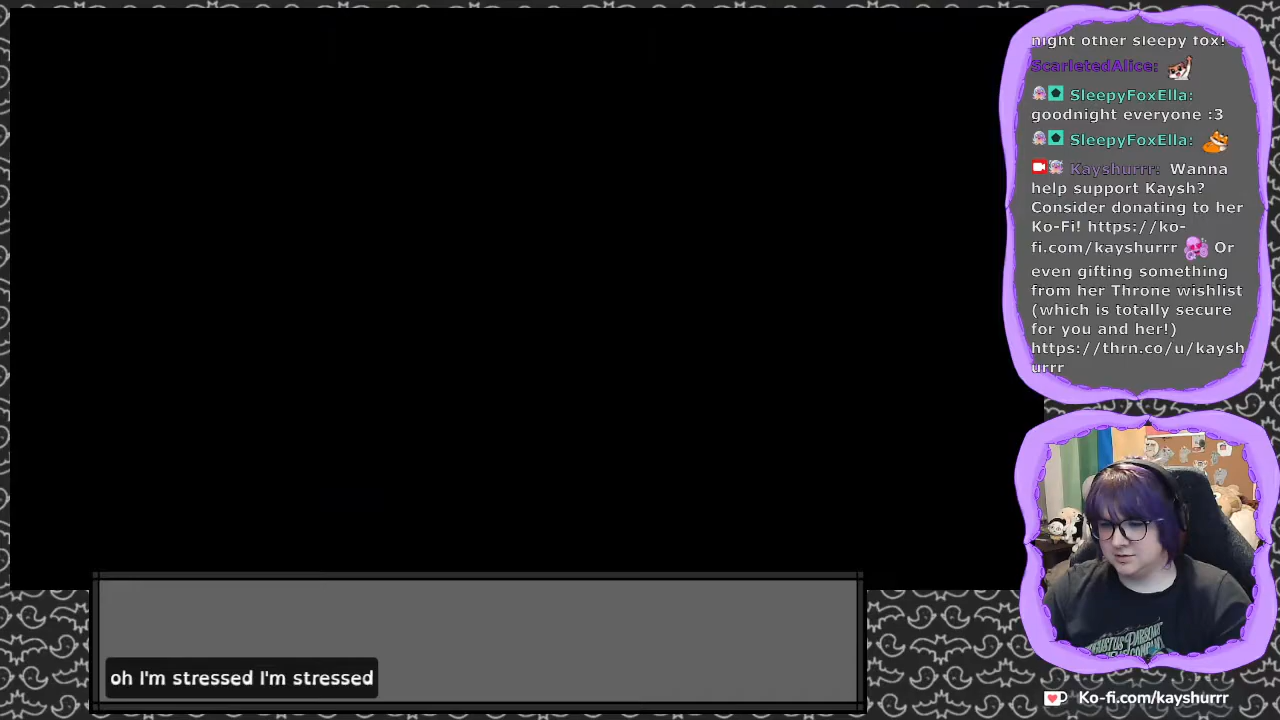 night other sleepy fox!
ScarletedAlice:
SleepyFoxElla:
goodnight everyone :3
SleepyFoxElla:
Kayshurrr: Wanna
help support Kaysh?
Consider donating to her
Ko-Fi! https://ko-
fi.com/kayshurrr Or
even gifting something
from her Throne wishlist
(which is totally secure
for you and her!)
https://thrn.co/u/kaysh
urrr
oh I'm stressed I'm stressed
Ko-fi.com/kayshurrr